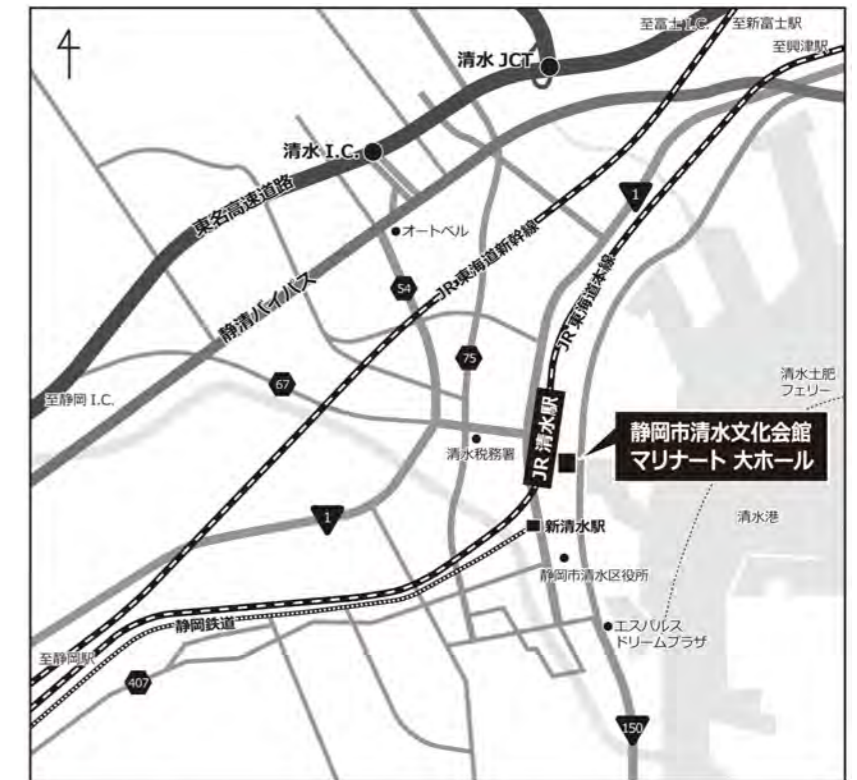 至富士 I.C.
至新富士駅
至興津駅
清水 JCT
清水 I.C.
東名高速道路
オートベル
1
静清バイパス
54
JR 東海道新幹線
JR 東海道本線
75
67
至静岡 I.C.
清水土肥
フェリー
JR 清水駅
静岡市清水文化会館
マリナート 大ホール
清水税務署
1
清水港
新清水駅
静岡市清水区役所
静岡鉄道
エスパルス
ドリームプラザ
至静岡駅
407
150